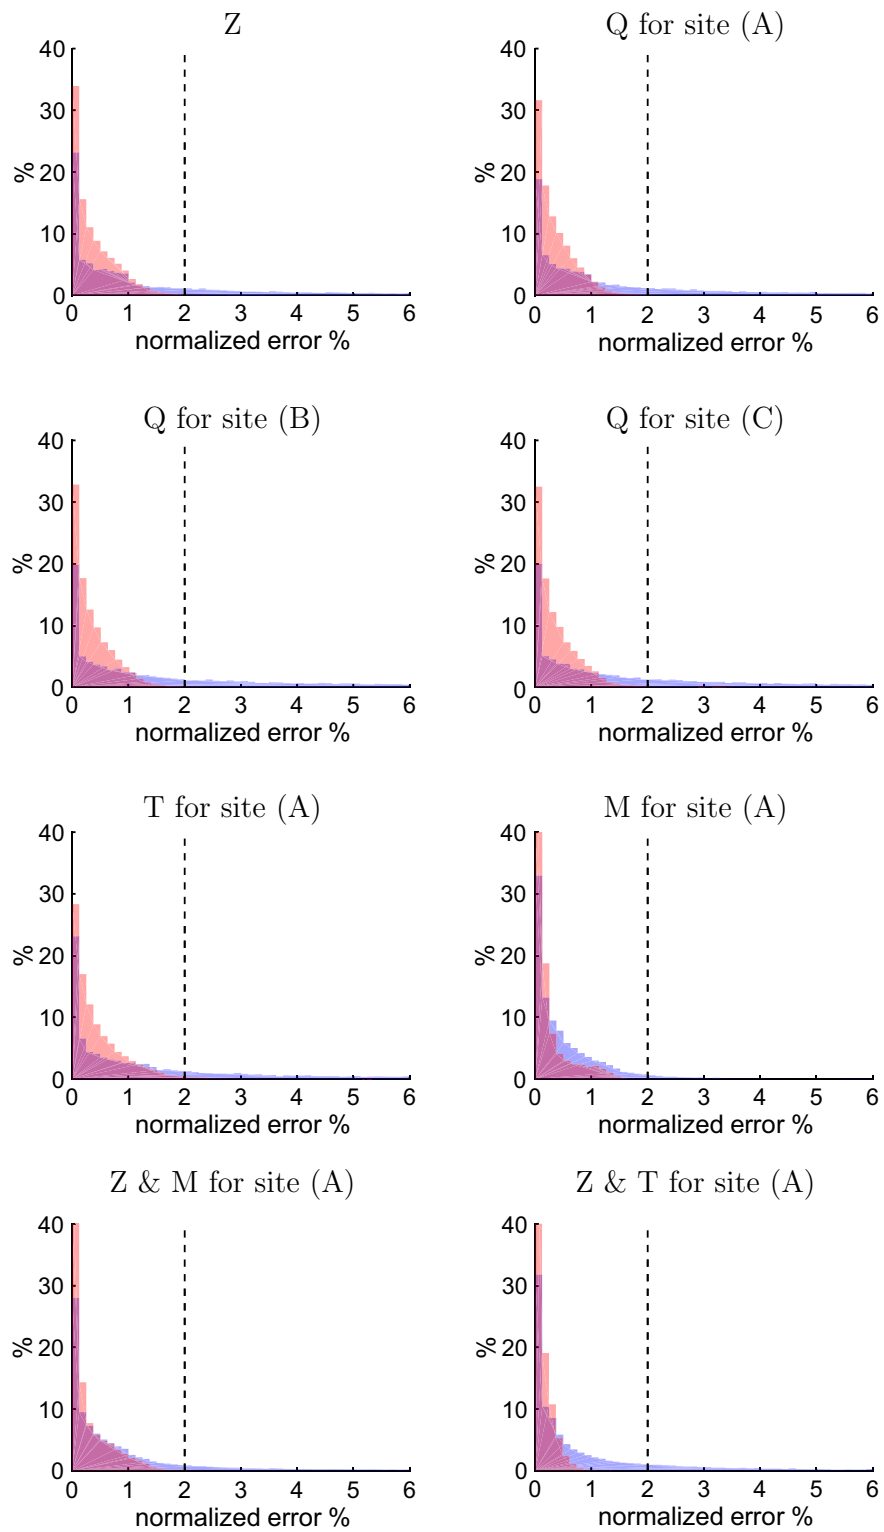 Z
40
30
20
10
0
%
0 1 2 3 4 5 6
normalized error %
Q for site (A)
40
30
20
10
0
%
0 1 2 3 4 5 6
normalized error %
Q for site (B)
40
30
20
10
0
%
0 1 2 3 4 5 6
normalized error %
Q for site (C)
40
30
20
10
0
%
0 1 2 3 4 5 6
normalized error %
T for site (A)
40
30
20
10
0
%
0 1 2 3 4 5 6
normalized error %
M for site (A)
40
30
20
10
0
%
0 1 2 3 4 5 6
normalized error %
Z & M for site (A)
40
30
20
10
0
%
0 1 2 3 4 5 6
normalized error %
Z & T for site (A)
40
30
20
10
0
%
0 1 2 3 4 5 6
normalized error %